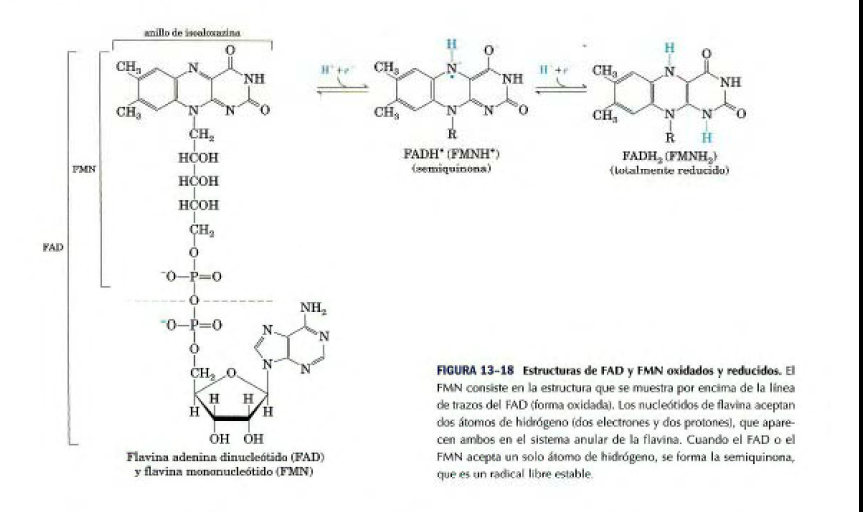 anillo de isoaloxazina
O
CH₃
N
NH
CH₃
N
N
O
CH₂
HCOH
HCOH
HCOH
CH₂
O
⁻O—P=O
O
⁻O—P=O
O
CH₂
O
H
H
H
H
OH
OH
NH₂
N
N
N
N
FMN
FAD
Flavina adenina dinucleótido (FAD)
y flavina mononucleótido (FMN)
H⁺+e⁻
H
O
CH₃
N
NH
CH₃
N
N
O
R
FADH• (FMNH•)
(semiquinona)
H⁺+e⁻
H
O
CH₃
N
NH
CH₃
N
N
O
R
H
FADH₂ (FMNH₂)
(totalmente reducido)
FIGURA 13–18 Estructuras de FAD y FMN oxidados y reducidos. El
FMN consiste en la estructura que se muestra por encima de la línea
de trazos del FAD (forma oxidada). Los nucleótidos de flavina aceptan
dos átomos de hidrógeno (dos electrones y dos protones), que apare-
cen ambos en el sistema anular de la flavina. Cuando el FAD o el
FMN acepta un solo átomo de hidrógeno, se forma la semiquinona,
que es un radical libre estable.